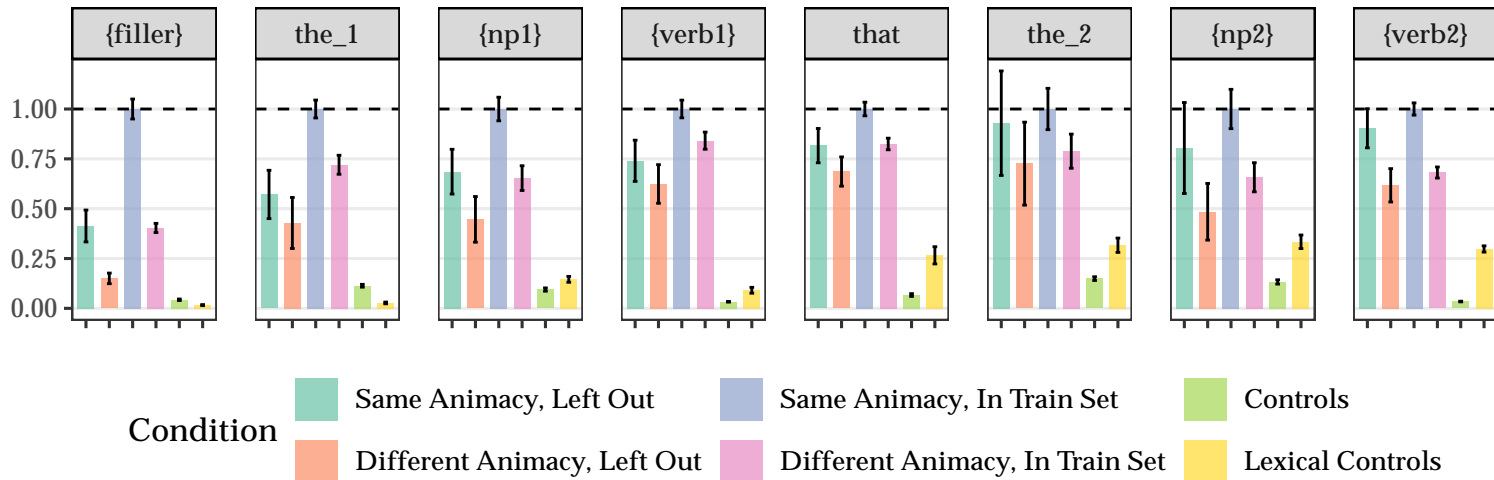 {filler} the_1 {np1} {verb1} that the_2 {np2} {verb2}
1.00
0.75
0.50
0.25
0.00
Condition
Same Animacy, Left Out Same Animacy, In Train Set Controls
Different Animacy, Left Out Different Animacy, In Train Set Lexical Controls